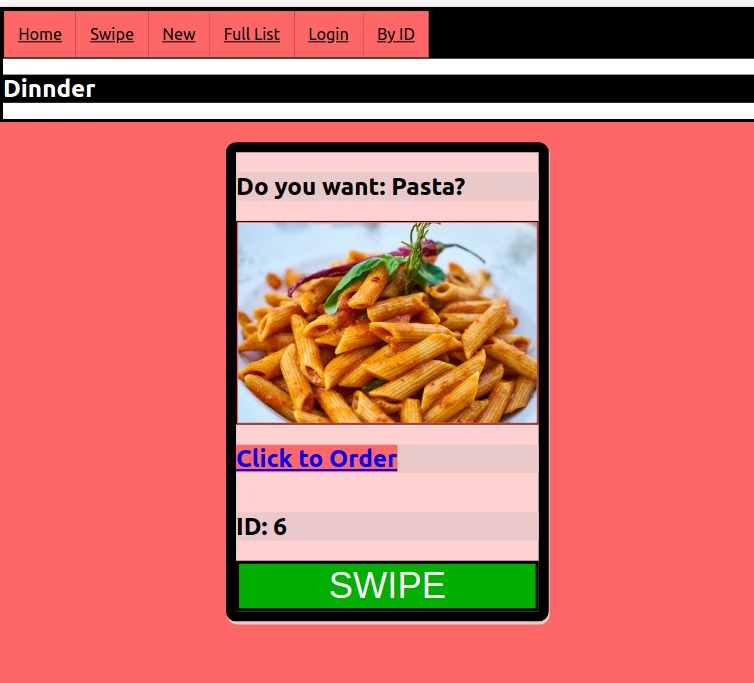 Home Swipe New Full List Login By ID
Dinnder
Do you want: Pasta?
Click to Order
ID: 6
SWIPE